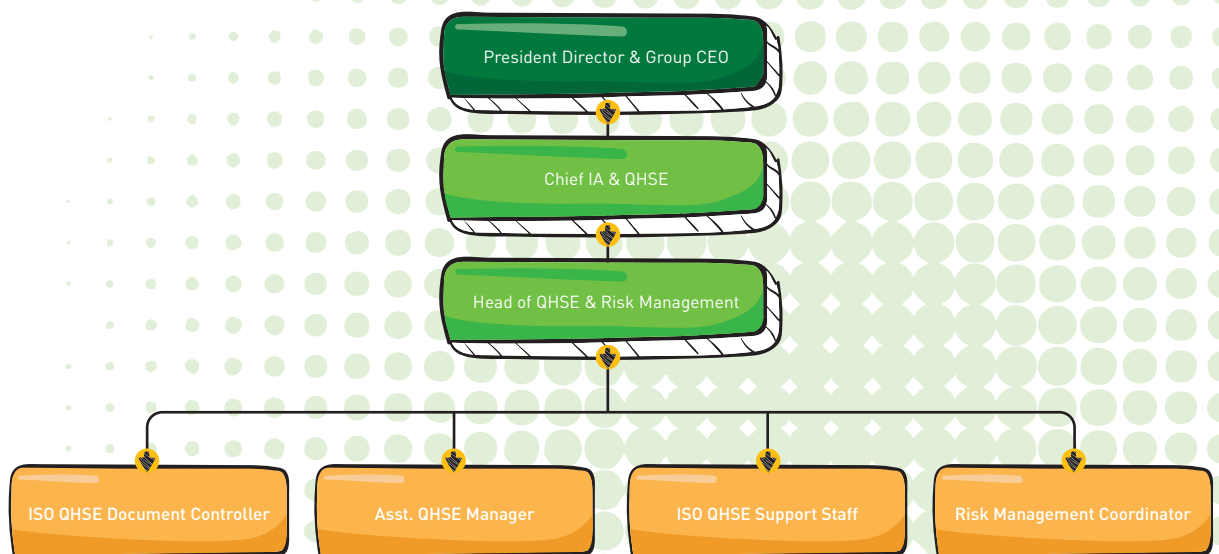 President Director & Group CEO
Chief IA & QHSE
Head of QHSE & Risk Management
ISO QHSE Document Controller
Asst. QHSE Manager
ISO QHSE Support Staff
Risk Management Coordinator